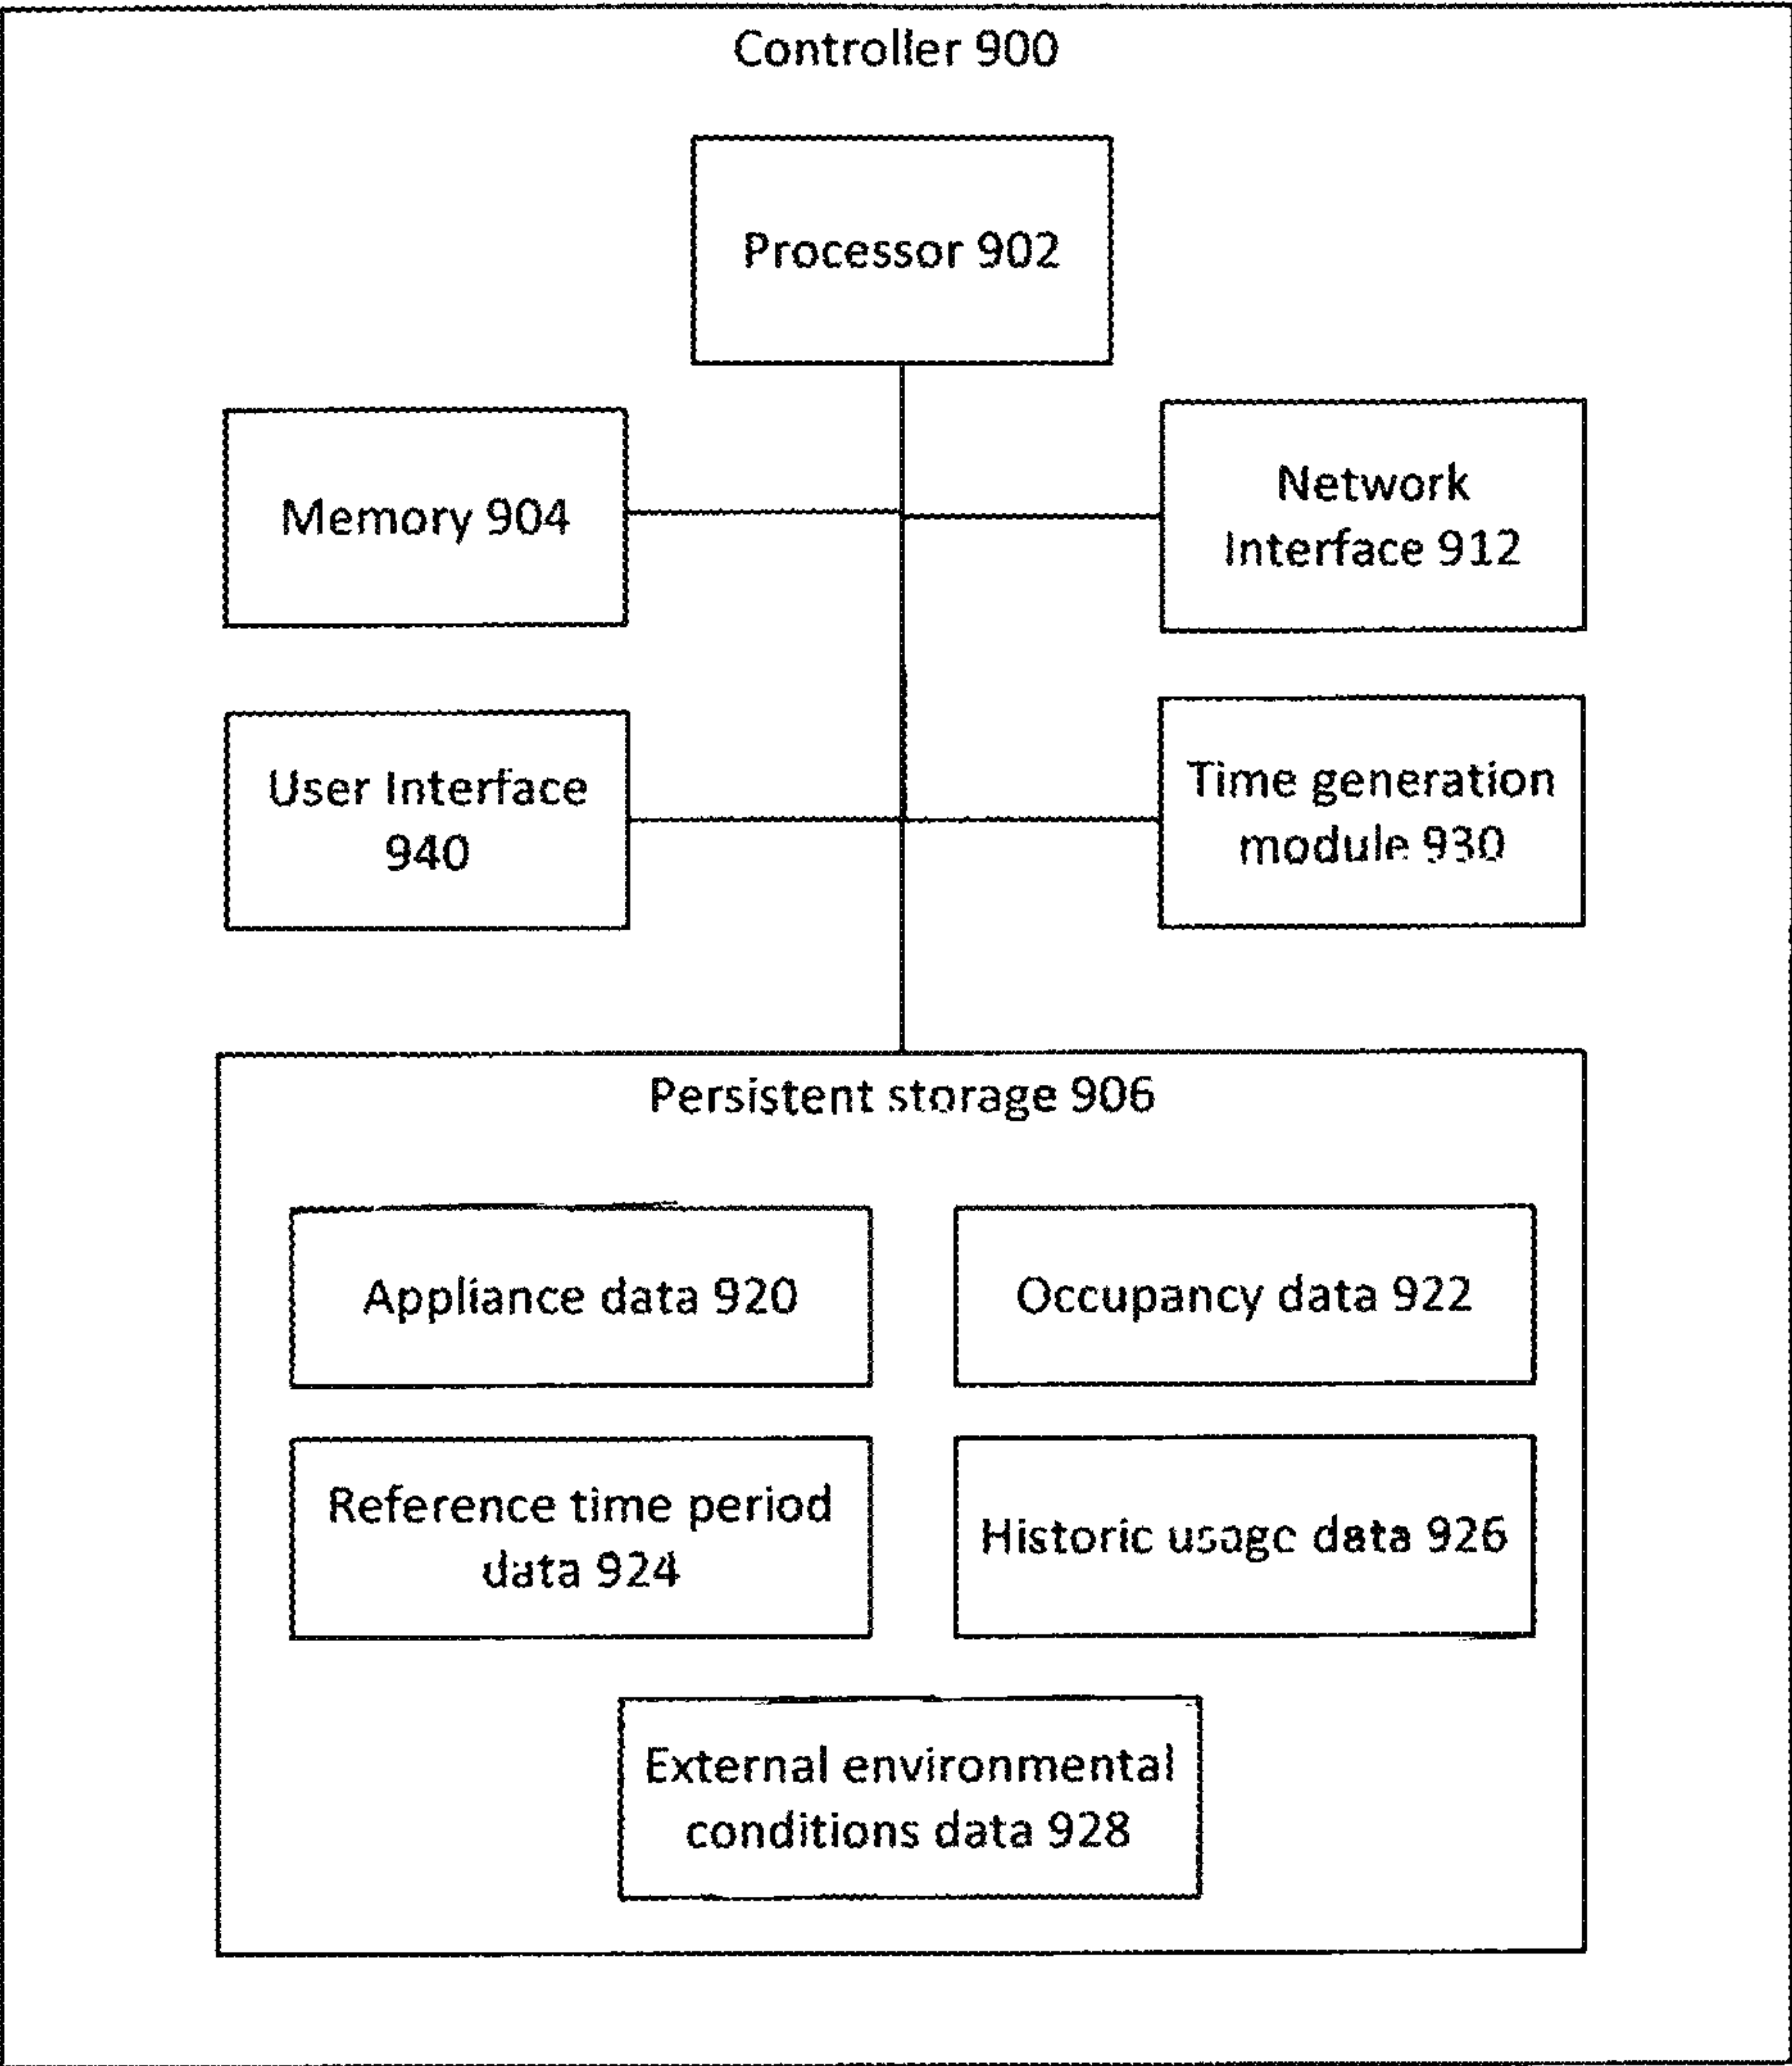 Controller 900
Processor 902
Memory 904
Network
Interface 912
User Interface
940
Time generation
module 930
Persistent storage 906
Appliance data 920
Occupancy data 922
Reference time period
data 924
Historic usage data 926
External environmental
conditions data 928